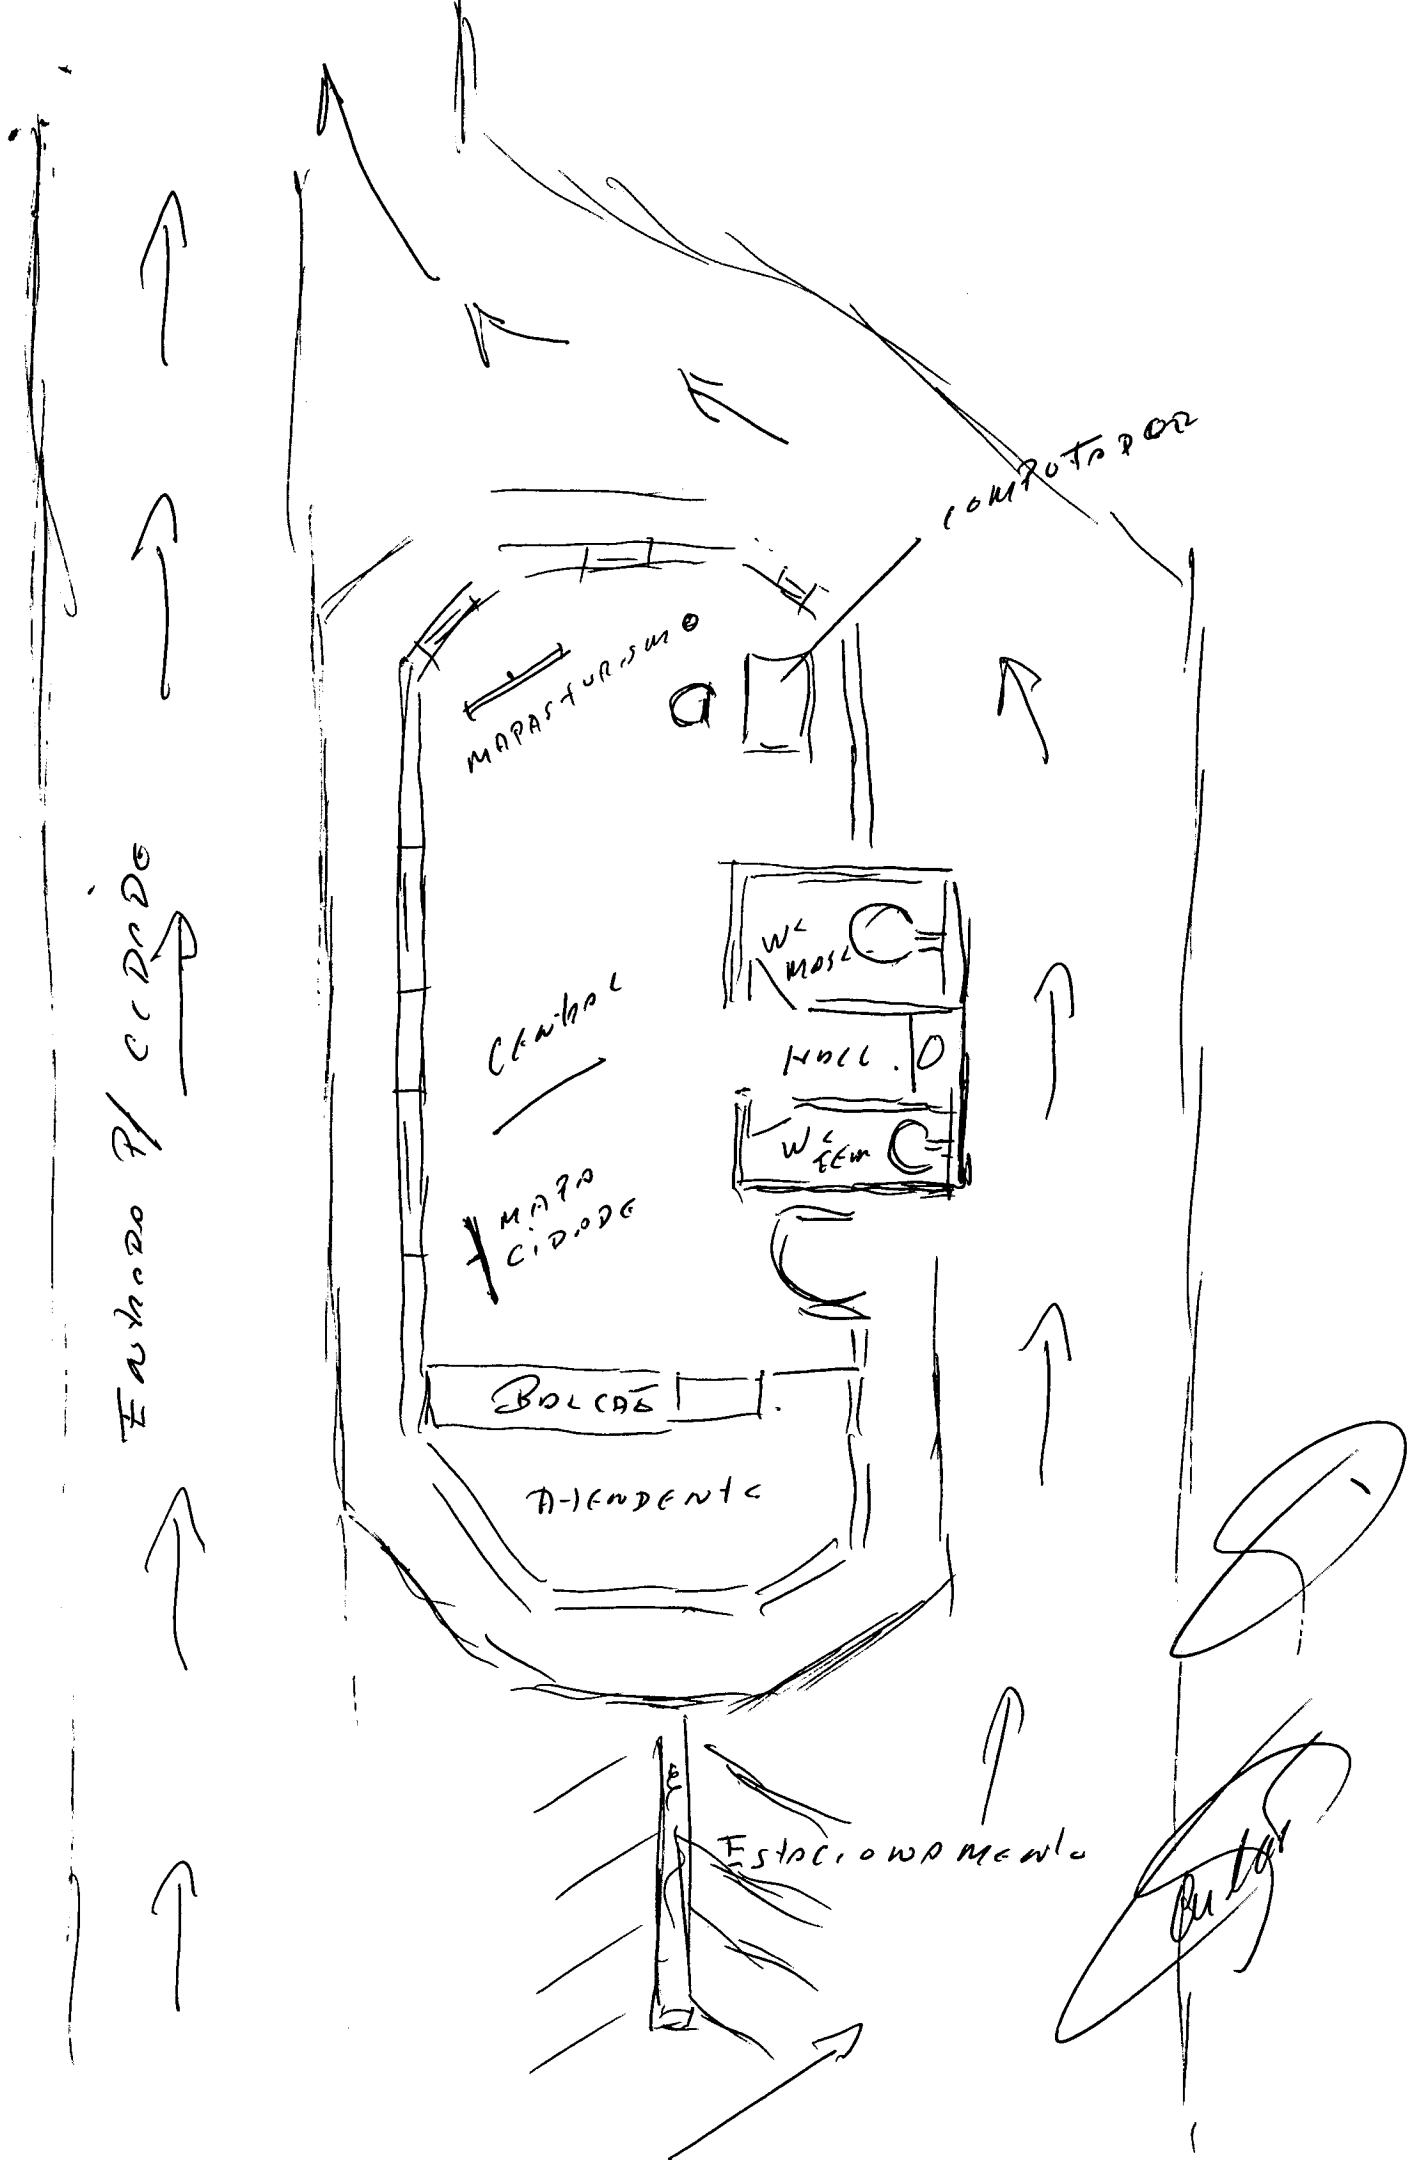 COMPUTADOR
MAPAS TURISMO
WC
MASC
CENTRAL
HALL.
WC
FEM
MAPA
CIDADE
ENTRADA P/ CIDADE
BALCÃO
ATENDENTE
ESTACIONAMENTO